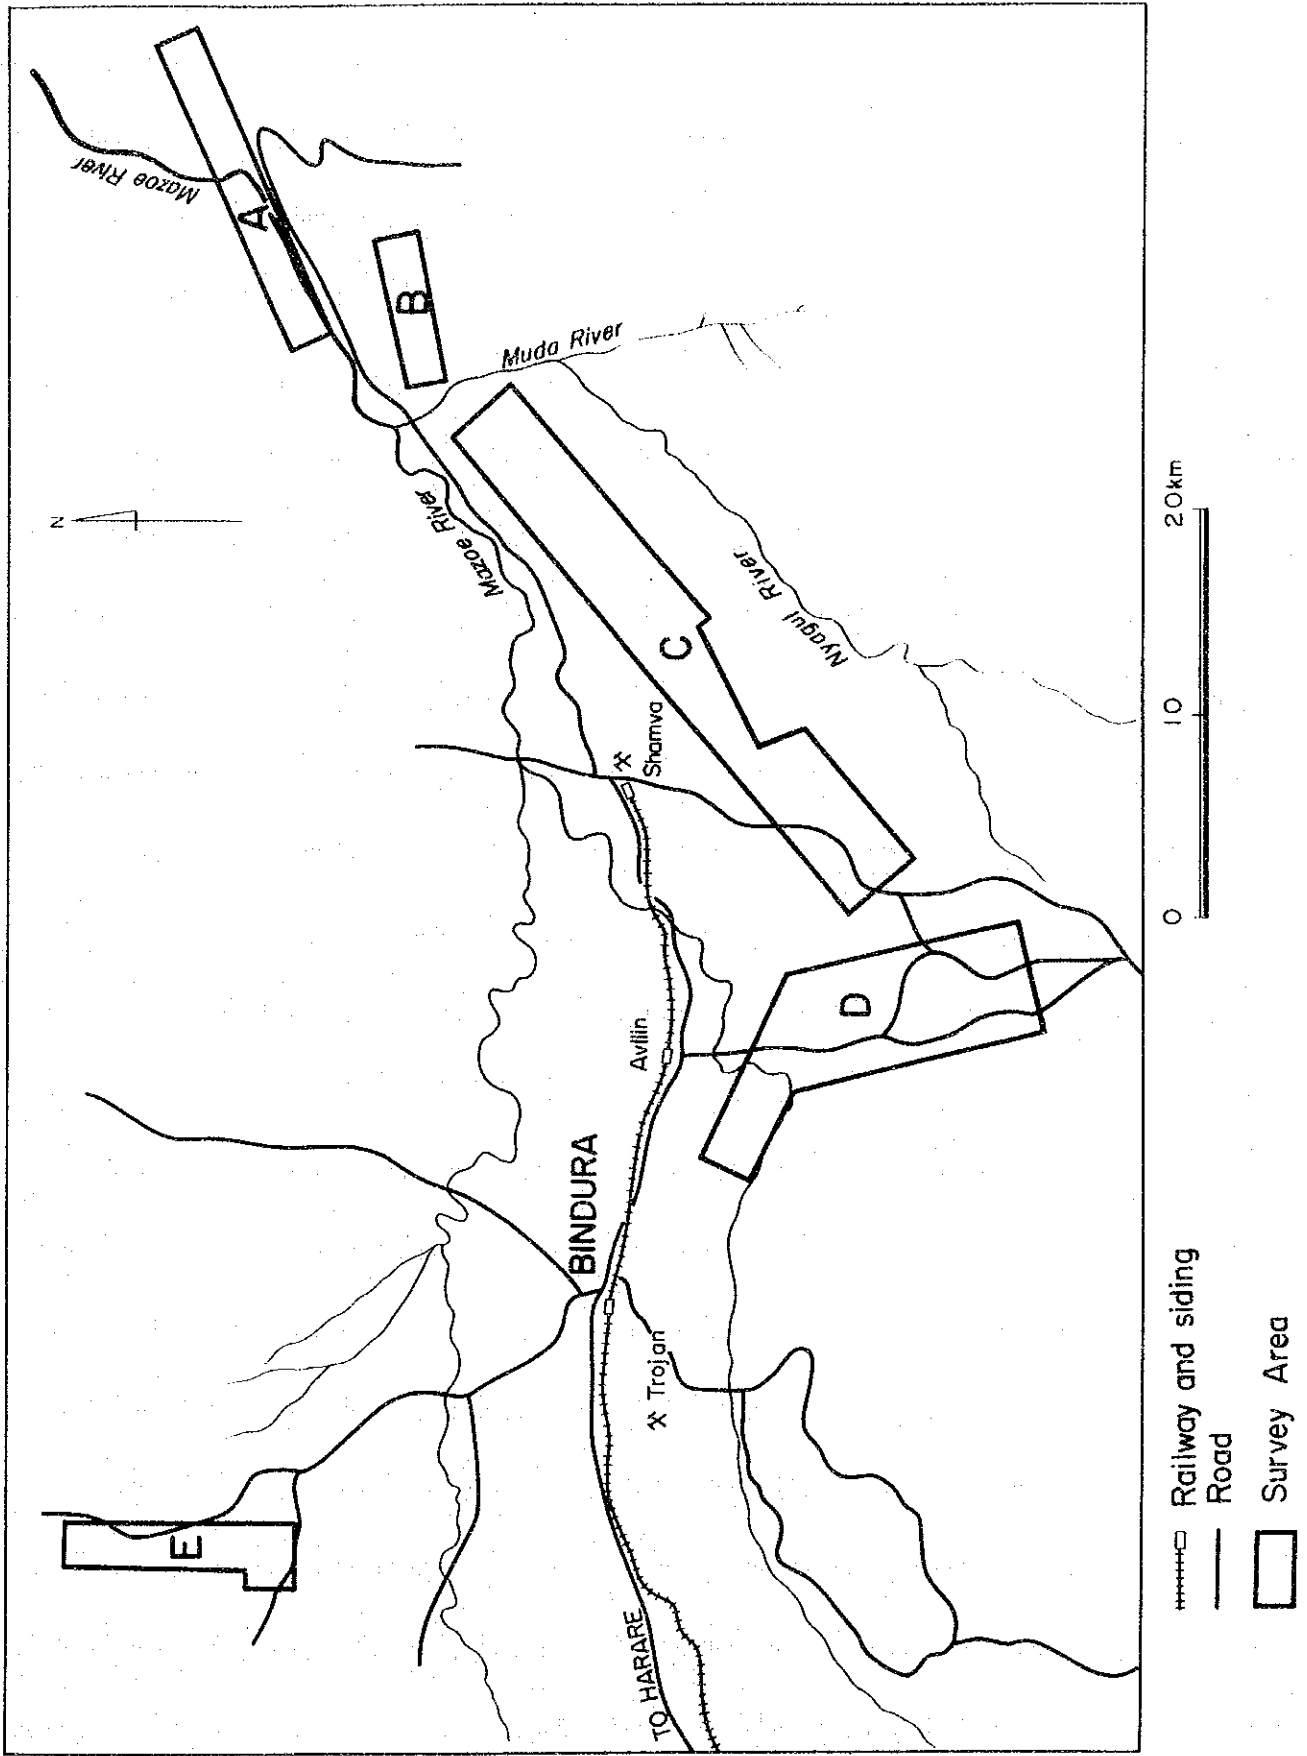 N
Mazoe River
A
B
Muda River
Mazoe River
C
Nyagui River
Shamva
Avilin
D
BINDURA
Trojan
E
TO HARARE
0 10 20km
Railway and siding
Road
Survey Area